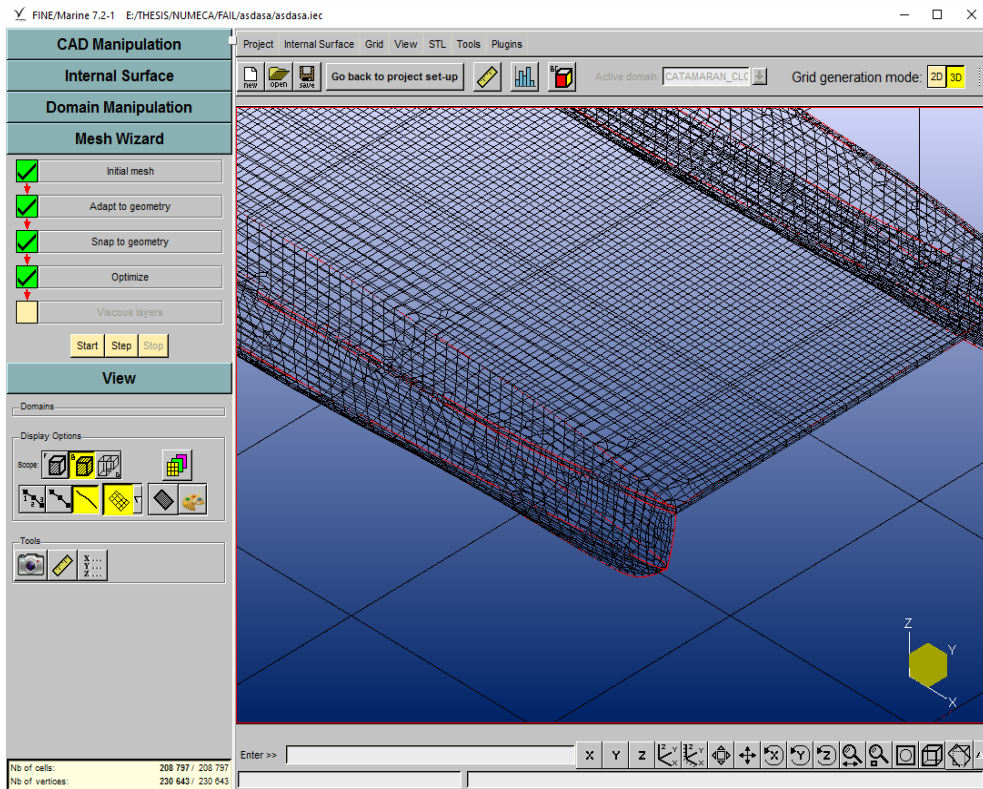 FINE/Marine 7.2-1 E:/THESIS/NUMECA/FAIL/asdasa/asdasa.iec
CAD Manipulation
Internal Surface
Domain Manipulation
Mesh Wizard
Initial mesh
Adapt to geometry
Snap to geometry
Optimize
Viscous layers
Start Step Stop
View
Domains
Display Options
Scope:
Tools
Nb of cells: 208 797 / 208 797
Nb of vertices: 230 643 / 230 643
Project Internal Surface Grid View STL Tools Plugins
new open save Go back to project set-up Active domain: CATAMARAN_CLO Grid generation mode: 2D 3D
Z
Y
X
Enter >> X Y Z